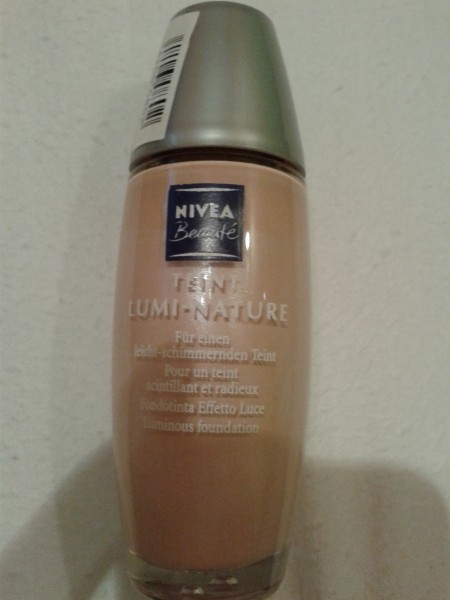 NIVEA
Beauté
TEINT
LUMI-NATURE
Für einen
leicht-schimmernden Teint
Pour un teint
scintillant et radieux
Fondotinta Effetto Luce
Luminous foundation